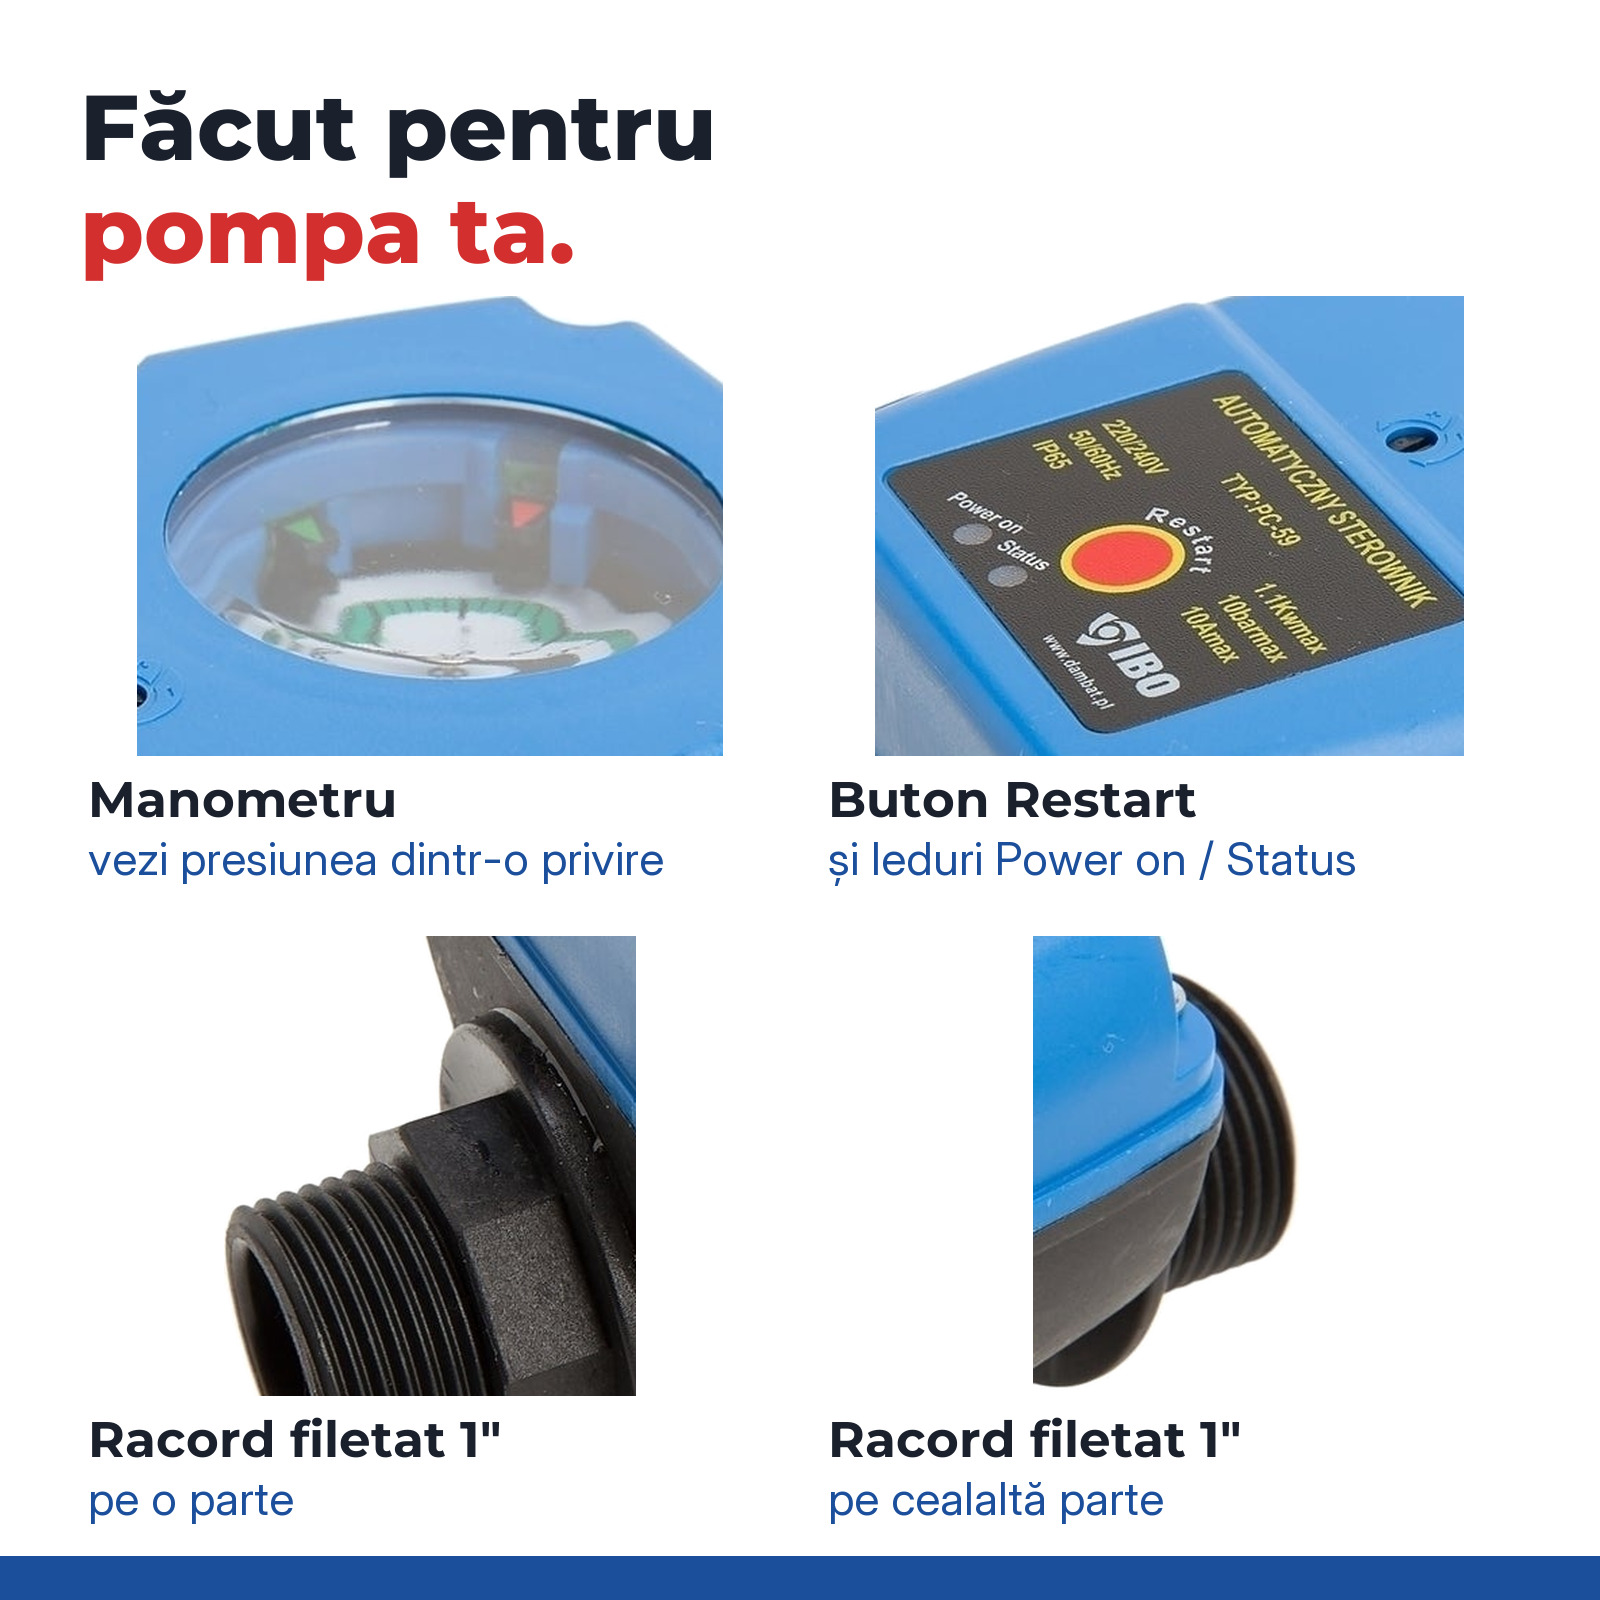 Făcut pentru
pompa ta.
AUTOMATYCZNY STEROWNIK
TYP:PC-59
220/240V
50/60Hz
IP65
Power on
Status
Restart
1.1Kwmax
10barmax
10Amax
IBO
www.dambat.pl
Manometru
vezi presiunea dintr-o privire
Buton Restart
și leduri Power on / Status
Racord filetat 1"
pe o parte
Racord filetat 1"
pe cealaltă parte